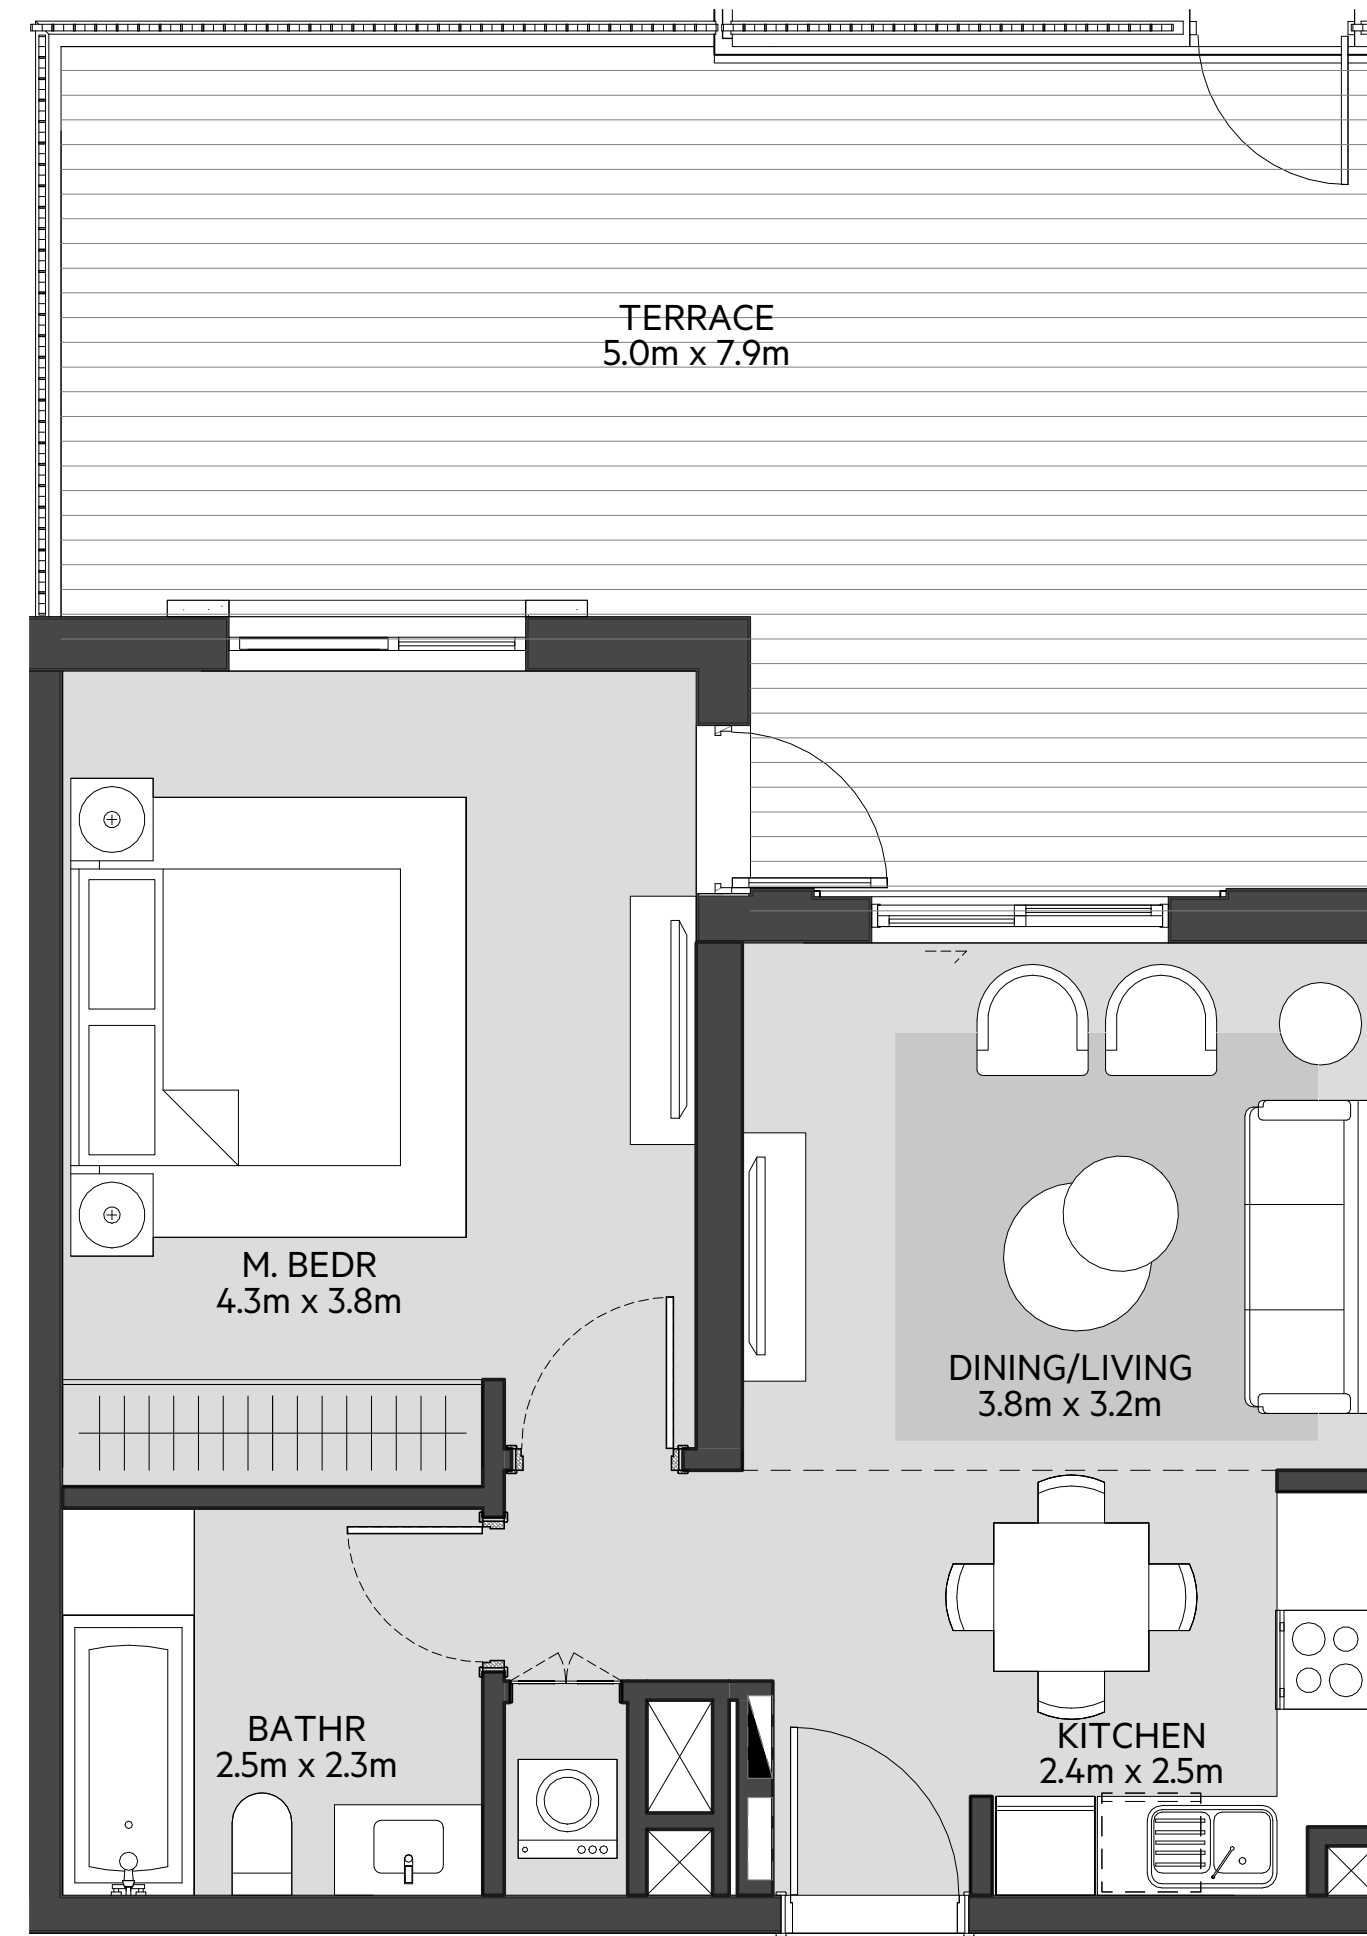 TERRACE
5.0m x 7.9m
M. BEDR
4.3m x 3.8m
DINING/LIVING
3.8m x 3.2m
BATHR
2.5m x 2.3m
KITCHEN
2.4m x 2.5m